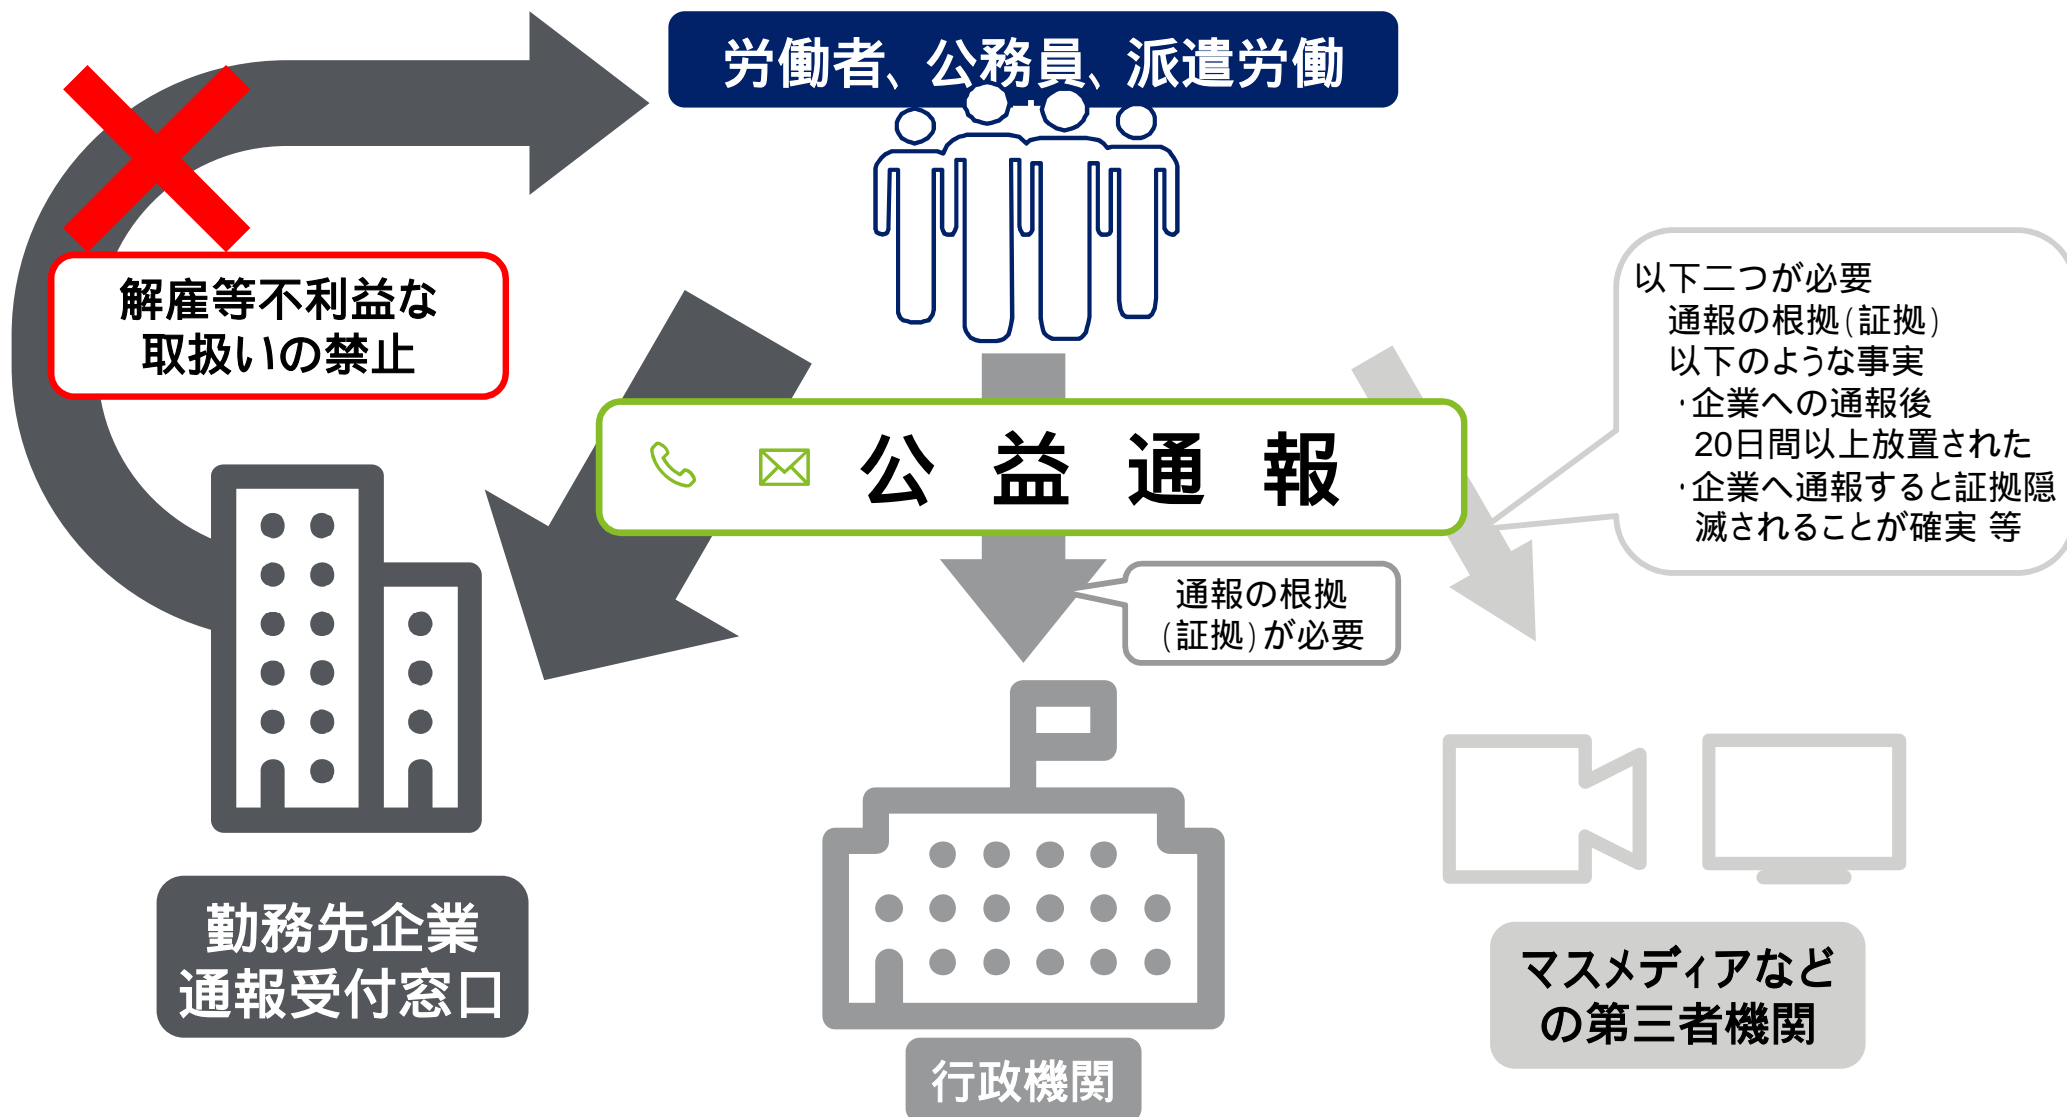 労働者、公務員、派遣労働
解雇等不利益な
取扱いの禁止
以下二つが必要
通報の根拠(証拠)
以下のような事実
・企業への通報後
20日間以上放置された
・企業へ通報すると証拠隠
滅されることが確実 等
公益通報
通報の根拠
(証拠)が必要
勤務先企業
通報受付窓口
行政機関
マスメディアなど
の第三者機関